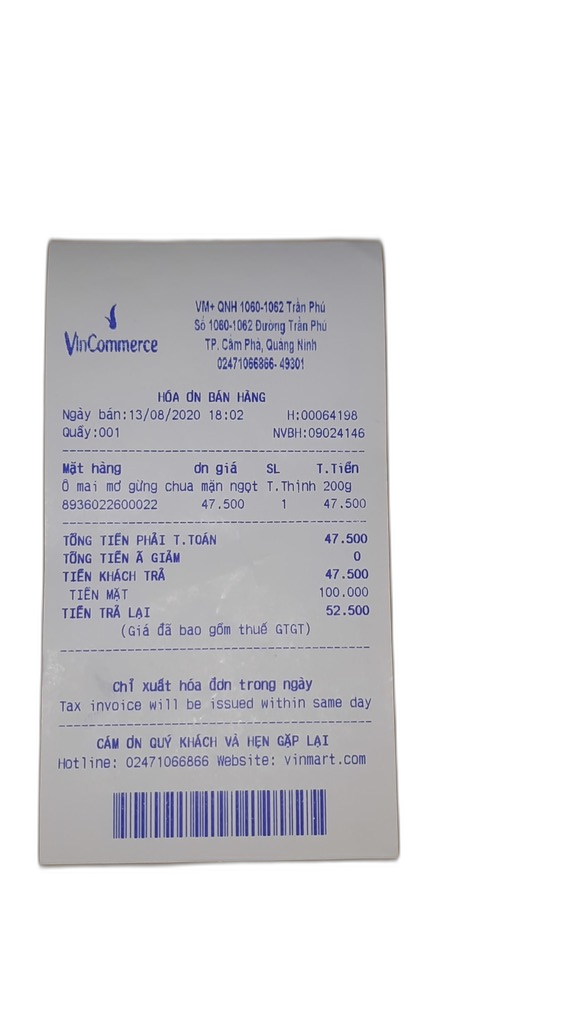 VinCommerce
VM+ QNH 1060-1062 Trần Phú
Số 1060-1062 Đường Trần Phú
TP. Cẩm Phả, Quảng Ninh
02471066866- 49301
HÓA ƠN BÁN HÀNG
Ngày bán:13/08/2020 18:02 H:00064198
Quầy:001 NVBH:09024146
Mặt hàng ơn giá SL T.Tiền
Ô mai mơ gừng chua mặn ngọt T.Thịnh 200g
8936022600022 47.500 1 47.500
TỔNG TIỀN PHẢI T.TOÁN 47.500
TỔNG TIỀN Ã GIẢM 0
TIỀN KHÁCH TRẢ 47.500
TIỀN MẶT 100.000
TIỀN TRẢ LẠI 52.500
(Giá đã bao gồm thuế GTGT)
Chỉ xuất hóa đơn trong ngày
Tax invoice will be issued within same day
CÁM ƠN QUÝ KHÁCH VÀ HẸN GẶP LẠI
Hotline: 02471066866 Website: vinmart.com